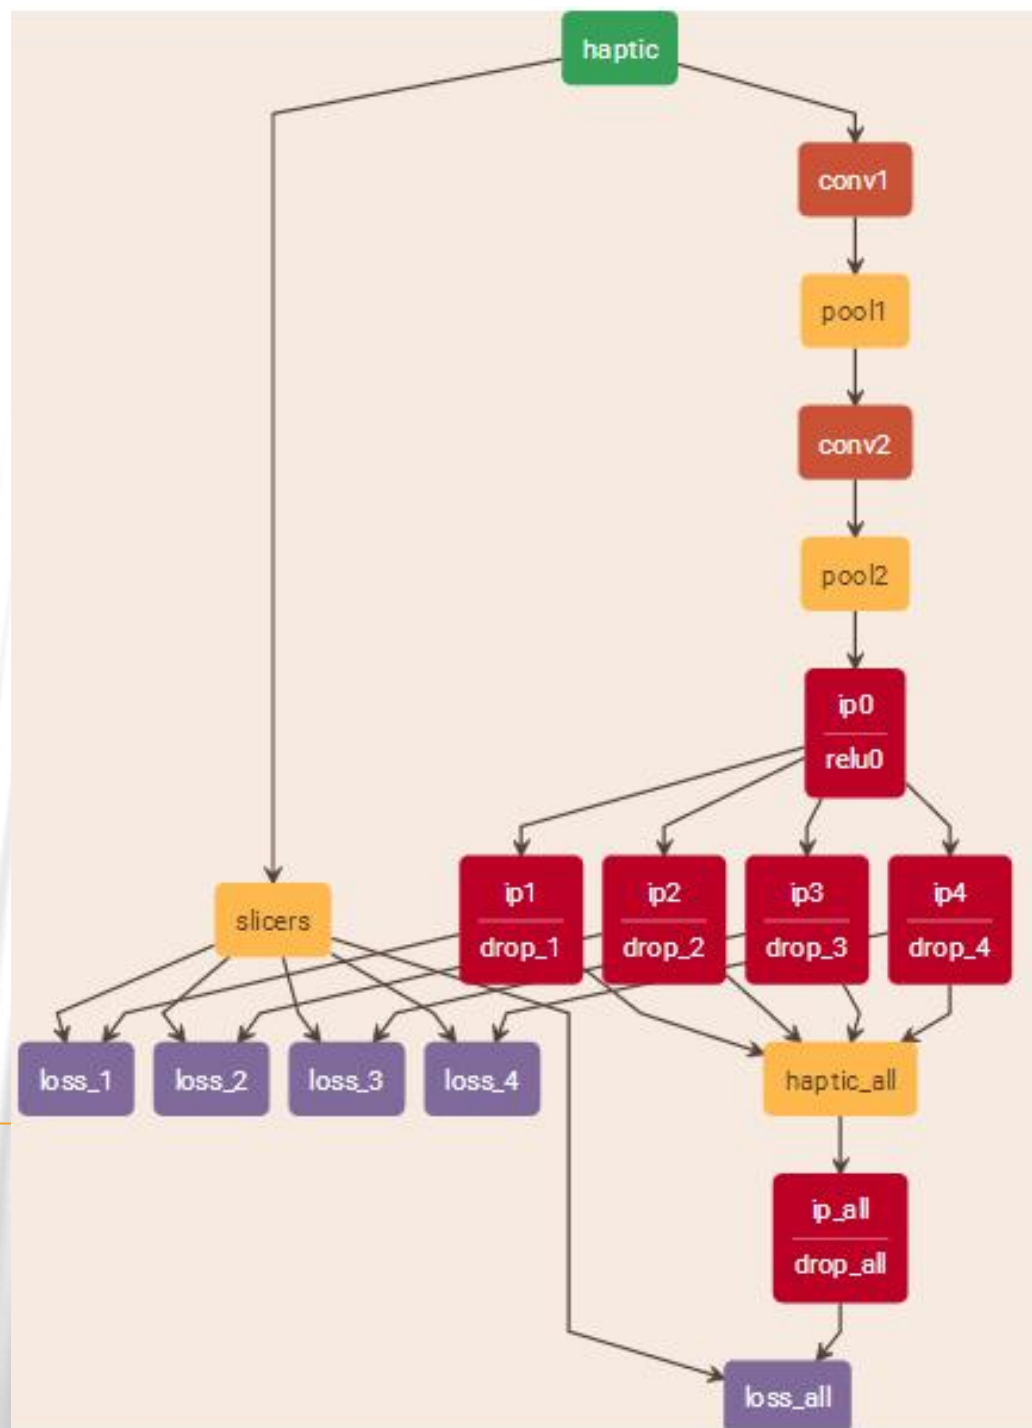 haptic
conv1
pool1
conv2
pool2
ip0
relu0
ip1
ip2
ip3
ip4
slicers
drop_1
drop_2
drop_3
drop_4
loss_1
loss_2
loss_3
loss_4
haptic_all
ip_all
drop_all
loss_all